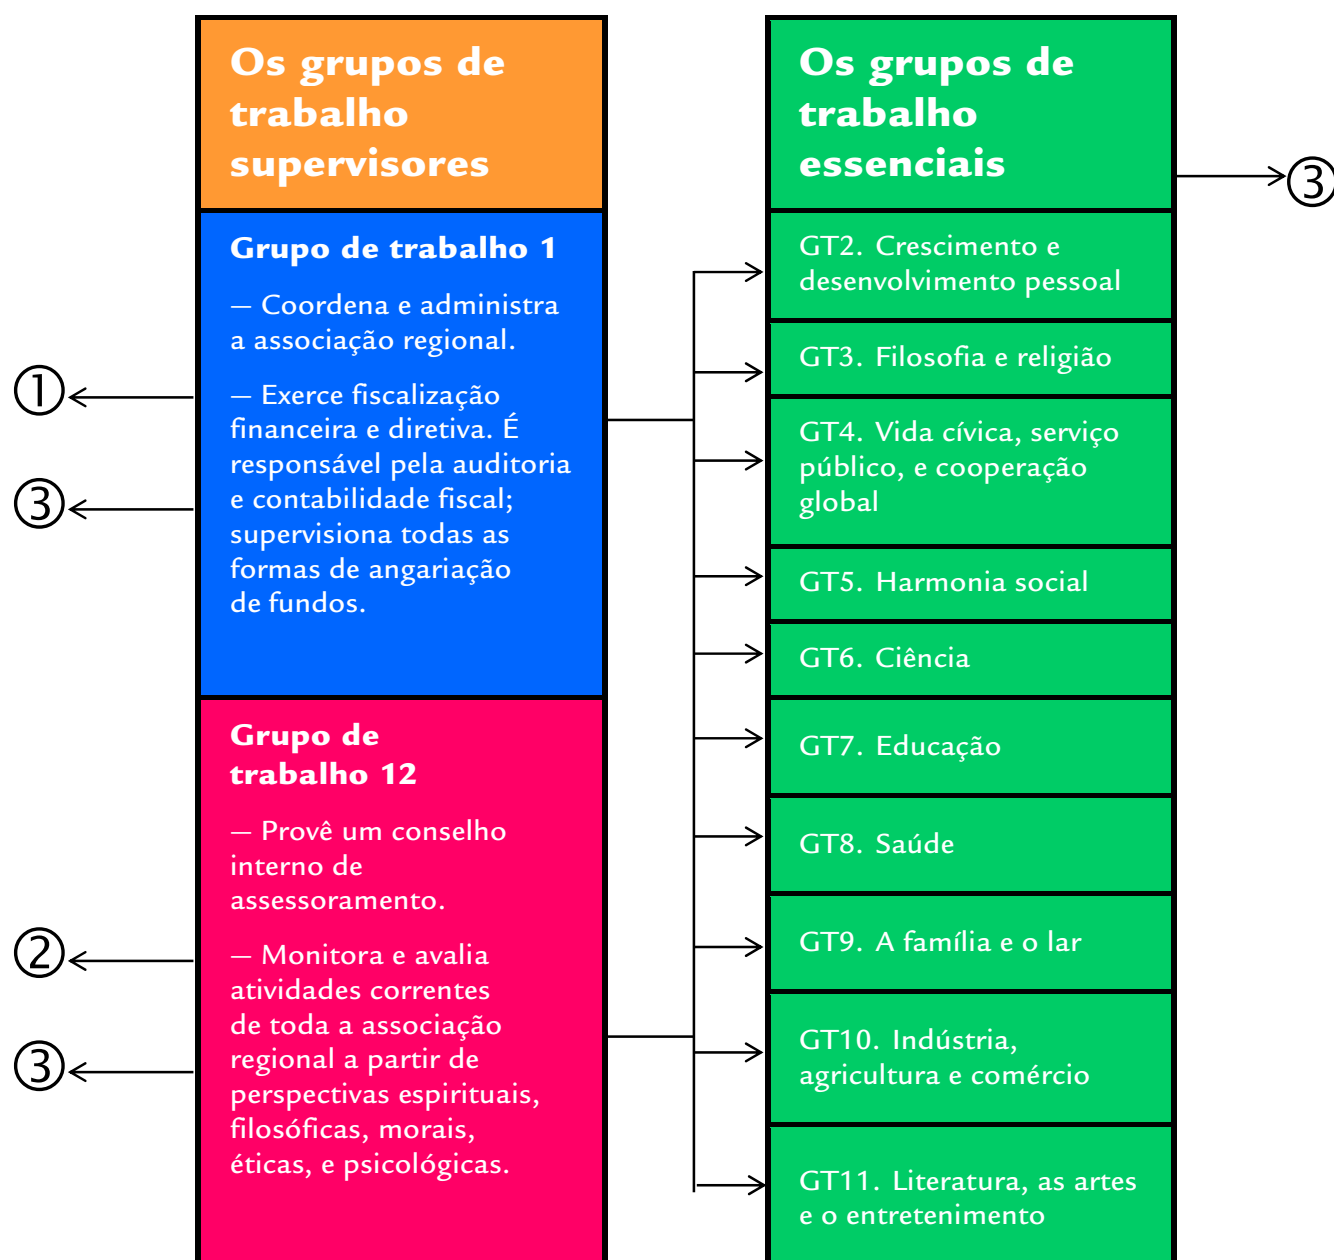 Os grupos de
trabalho
supervisores
Grupo de trabalho 1
— Coordena e administra
a associação regional.
— Exerce fiscalização
financeira e diretiva. É
responsável pela auditoria
e contabilidade fiscal;
supervisiona todas as
formas de angariação
de fundos.
①
③
Grupo de
trabalho 12
— Provê um conselho
interno de
assessoramento.
— Monitora e avalia
atividades correntes
de toda a associação
regional a partir de
perspectivas espirituais,
filosóficas, morais,
éticas, e psicológicas.
②
③
Os grupos de
trabalho
essenciais
③
GT2. Crescimento e
desenvolvimento pessoal
GT3. Filosofia e religião
GT4. Vida cívica, serviço
público, e cooperação
global
GT5. Harmonia social
GT6. Ciência
GT7. Educação
GT8. Saúde
GT9. A família e o lar
GT10. Indústria,
agricultura e comércio
GT11. Literatura, as artes
e o entretenimento